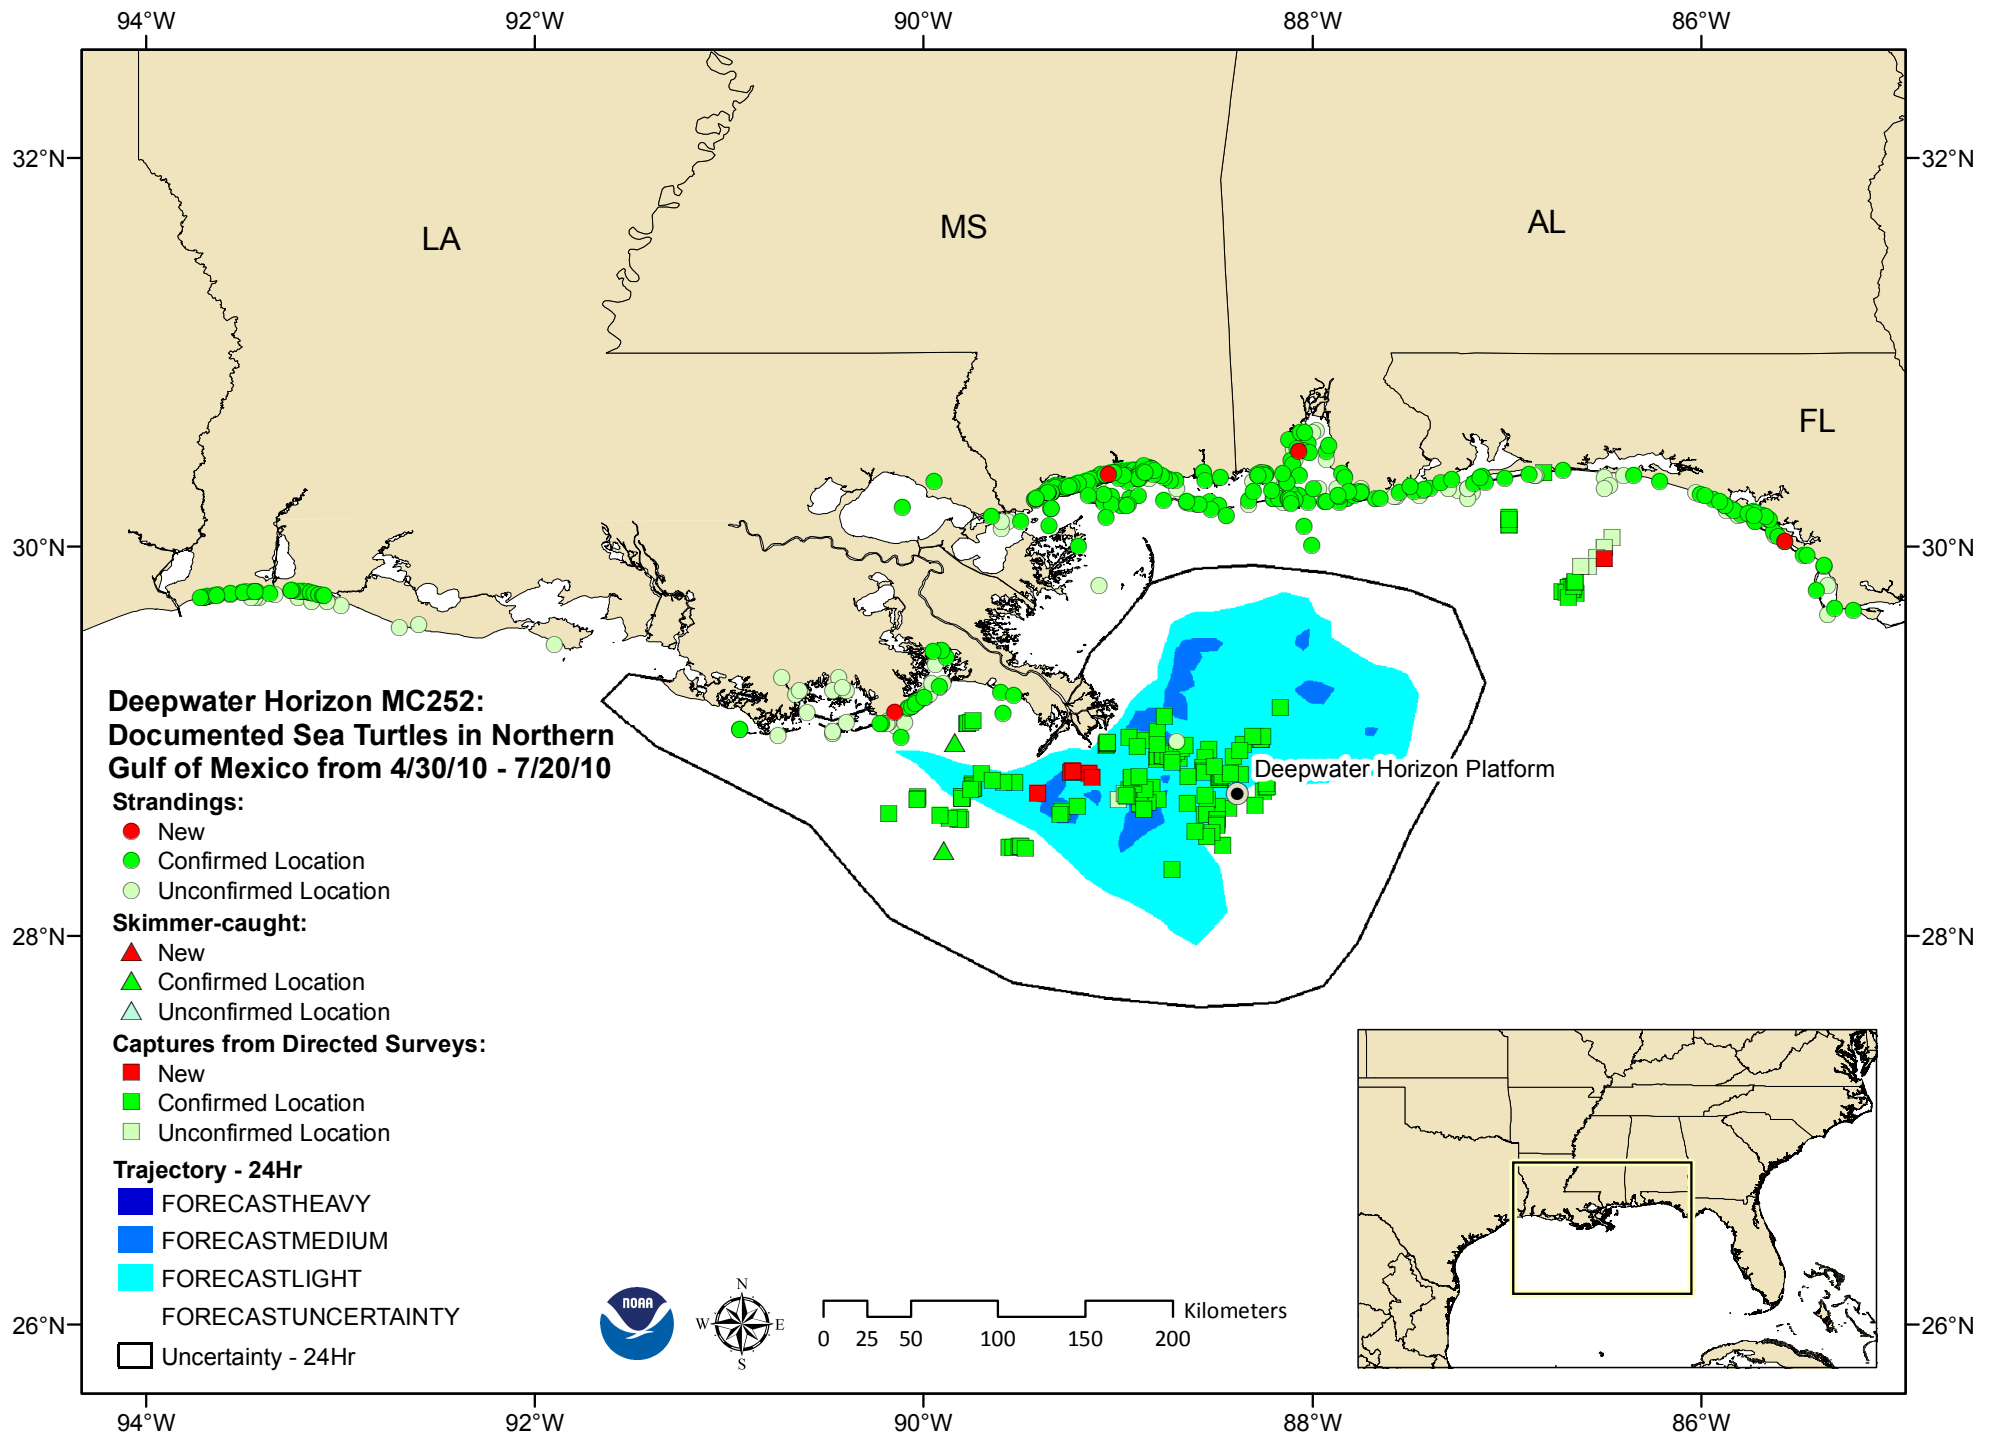 94°W 92°W 90°W 88°W 86°W
32°N 32°N
LA MS AL
FL
30°N 30°N
Deepwater Horizon MC252:
Documented Sea Turtles in Northern
Gulf of Mexico from 4/30/10 - 7/20/10
Deepwater Horizon Platform
Strandings:
New
Confirmed Location
Unconfirmed Location
Skimmer-caught:
New
Confirmed Location
Unconfirmed Location
28°N 28°N
Captures from Directed Surveys:
New
Confirmed Location
Unconfirmed Location
Trajectory - 24Hr
FORECASTHEAVY
FORECASTMEDIUM
FORECASTLIGHT
FORECASTUNCERTAINTY
Uncertainty - 24Hr
NOAA
N
W E
S
Kilometers
0 25 50 100 150 200
26°N 26°N
94°W 92°W 90°W 88°W 86°W